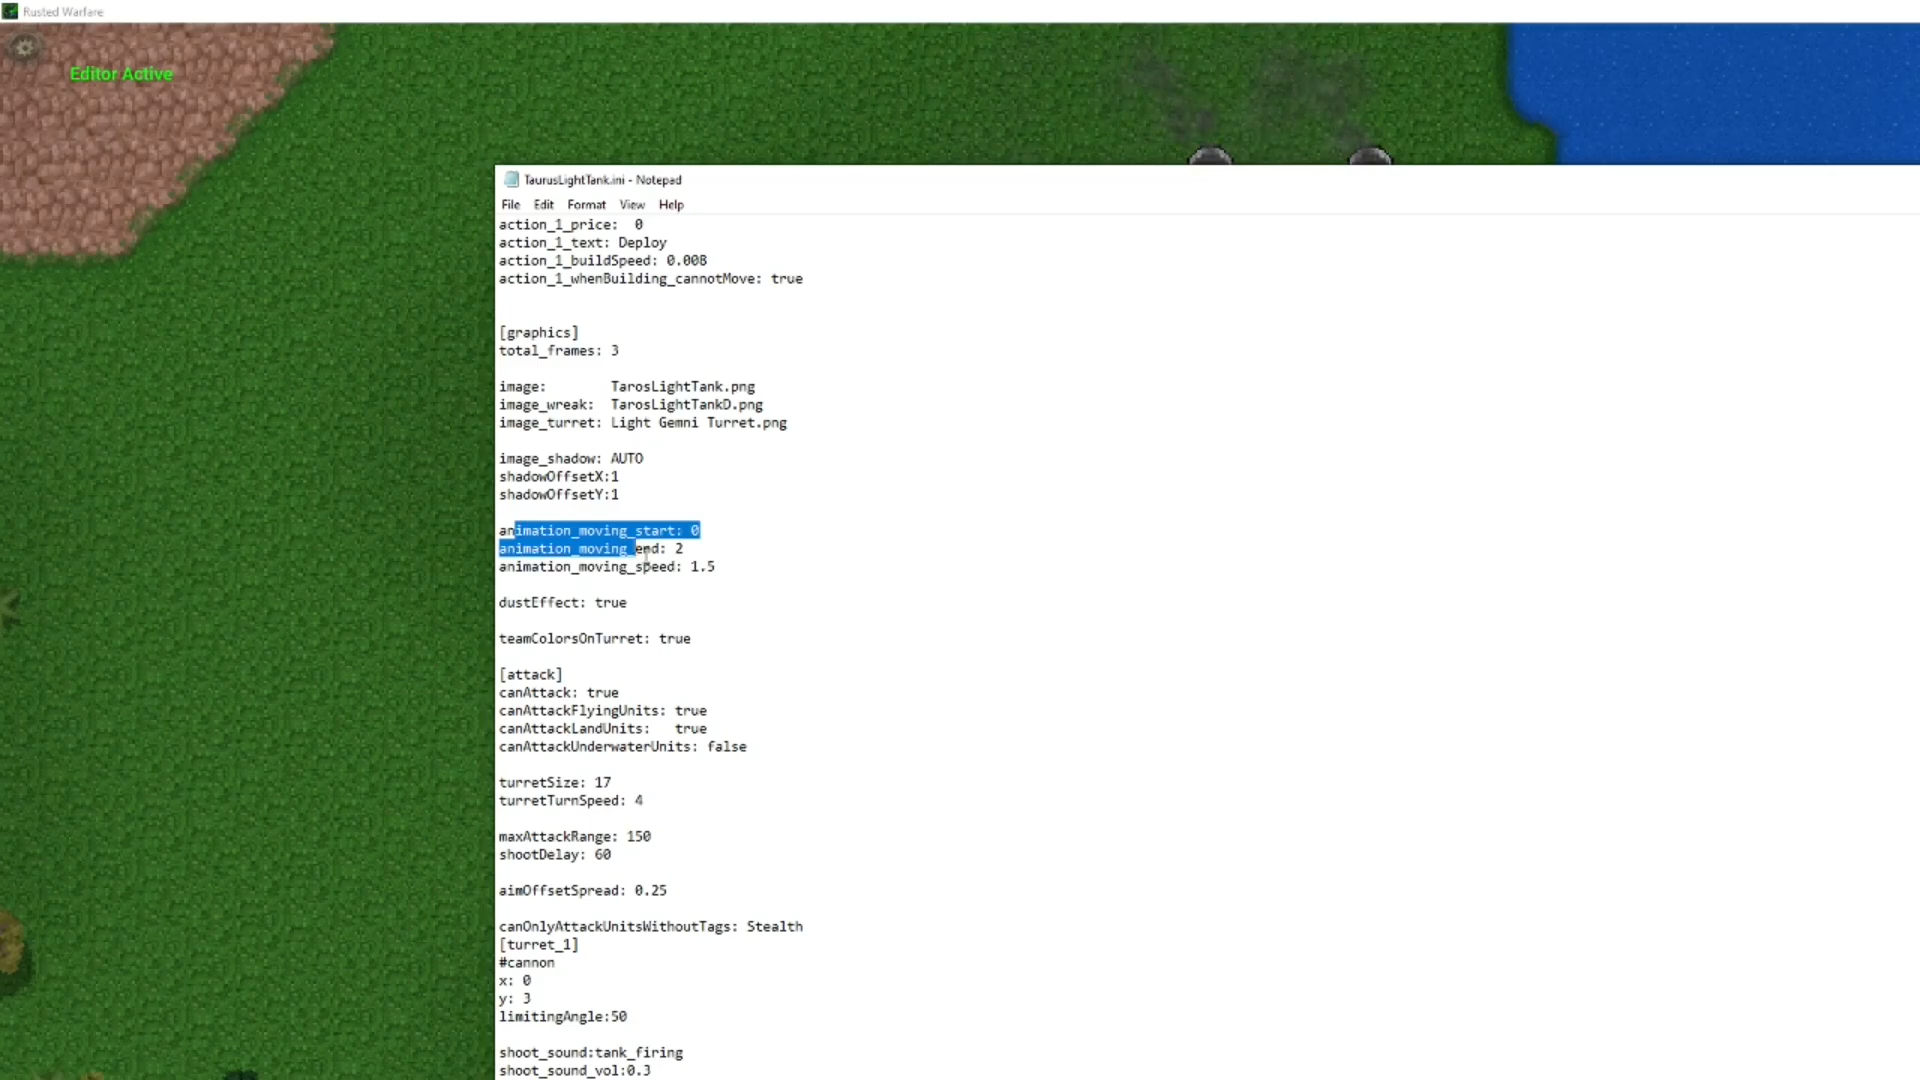 Rusted Warfare
Editor Active
TaurusLightTank.ini - Notepad
File Edit Format View Help
action_1_price:  0
action_1_text: Deploy
action_1_buildSpeed: 0.008
action_1_whenBuilding_cannotMove: true
[graphics]
total_frames: 3
image:        TarosLightTank.png
image_wreak:  TarosLightTankD.png
image_turret: Light Gemni Turret.png
image_shadow: AUTO
shadowOffsetX:1
shadowOffsetY:1
animation_moving_start: 0
animation_moving_end: 2
animation_moving_speed: 1.5
dustEffect: true
teamColorsOnTurret: true
[attack]
canAttack: true
canAttackFlyingUnits: true
canAttackLandUnits:   true
canAttackUnderwaterUnits: false
turretSize: 17
turretTurnSpeed: 4
maxAttackRange: 150
shootDelay: 60
aimOffsetSpread: 0.25
canOnlyAttackUnitsWithoutTags: Stealth
[turret_1]
#cannon
x: 0
y: 3
limitingAngle:50
shoot_sound:tank_firing
shoot_sound_vol:0.3